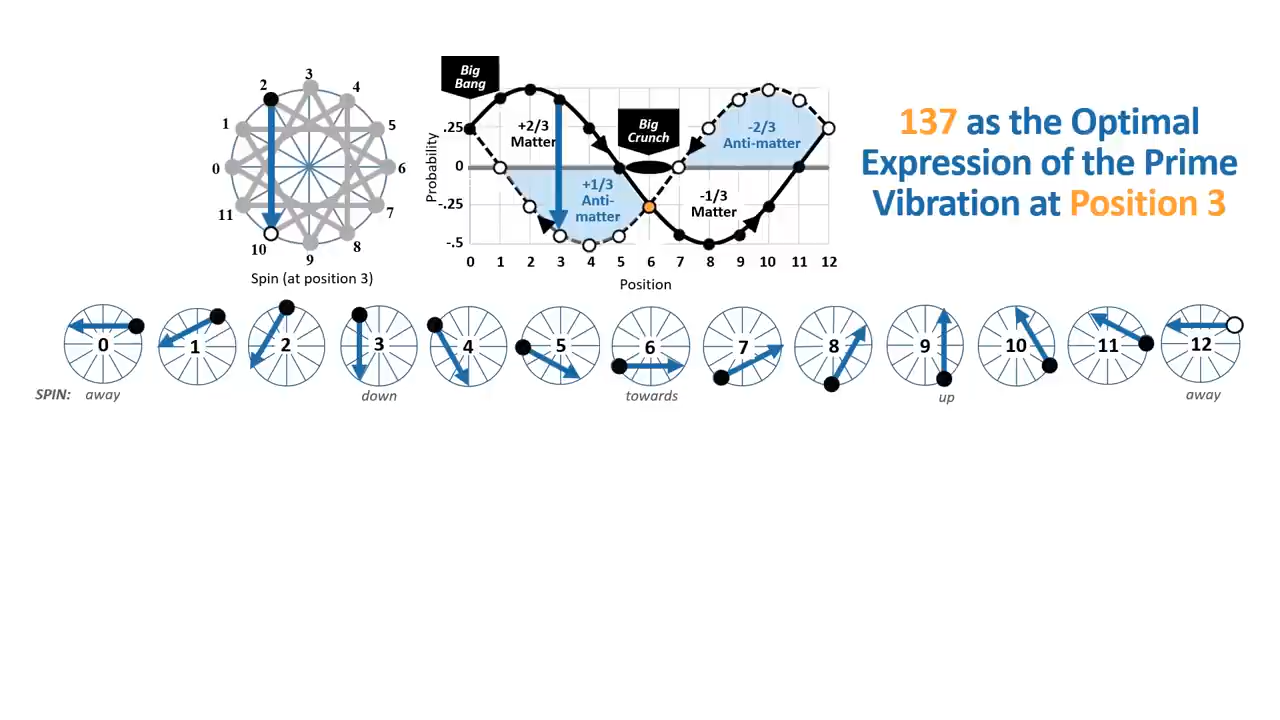 137 as the Optimal
Expression of the Prime
Vibration at Position 3
2
3
4
1
5
0
6
11
7
10
9
8
Spin (at position 3)
Big
Bang
Big
Crunch
Probability
.25
0
-.25
-.5
+2/3
Matter
+1/3
Anti-
matter
-2/3
Anti-matter
-1/3
Matter
0 1 2 3 4 5 6 7 8 9 10 11 12
Position
0 1 2 3 4 5 6 7 8 9 10 11 12
SPIN: away down towards up away